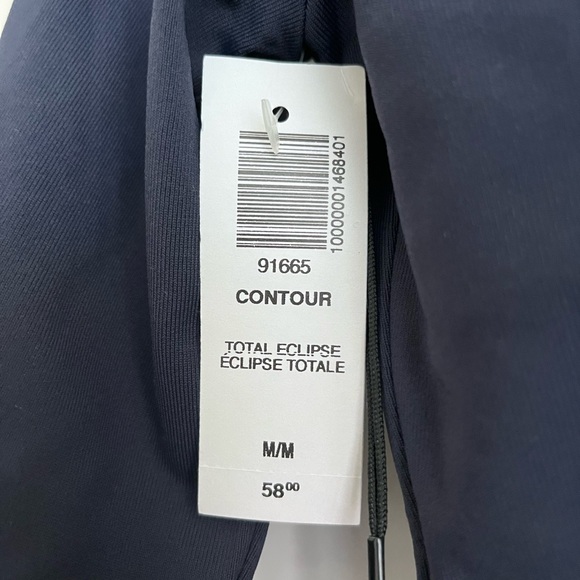 10000001468401
91665
CONTOUR
TOTAL ECLIPSE
ÉCLIPSE TOTALE
M/M
58⁰⁰